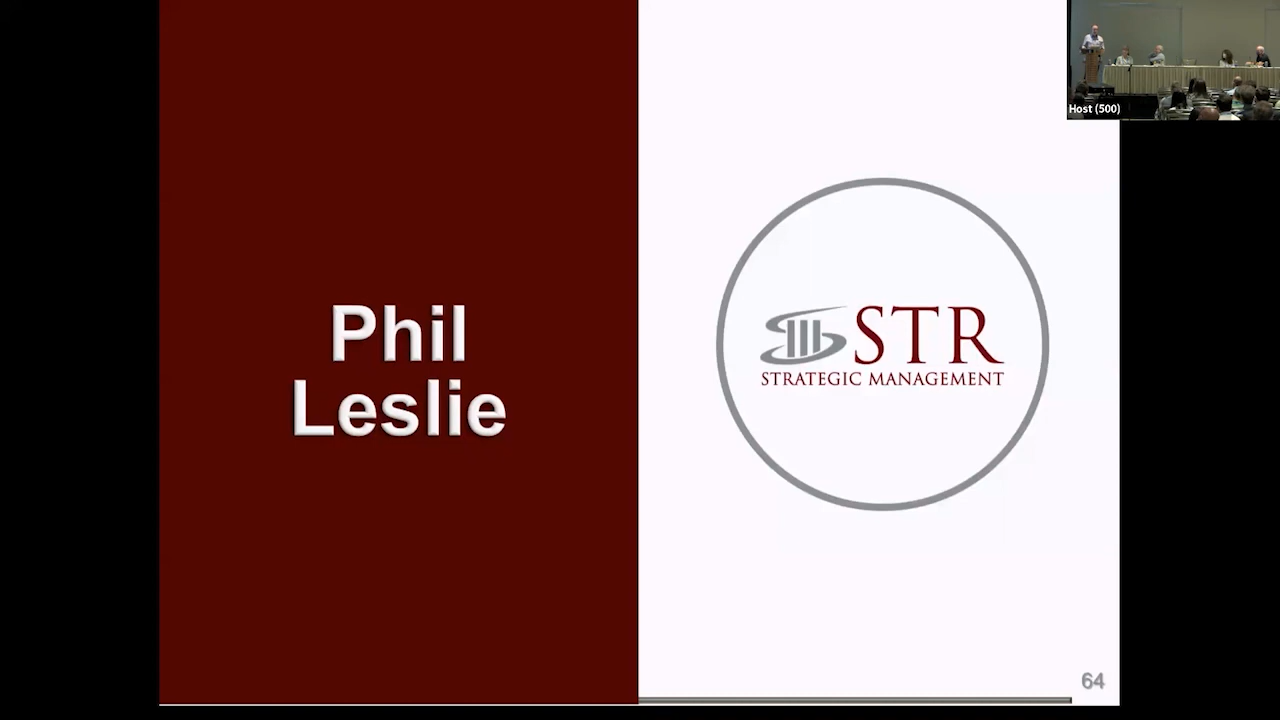 Phil
Leslie
STR
STRATEGIC MANAGEMENT
64
Host (500)